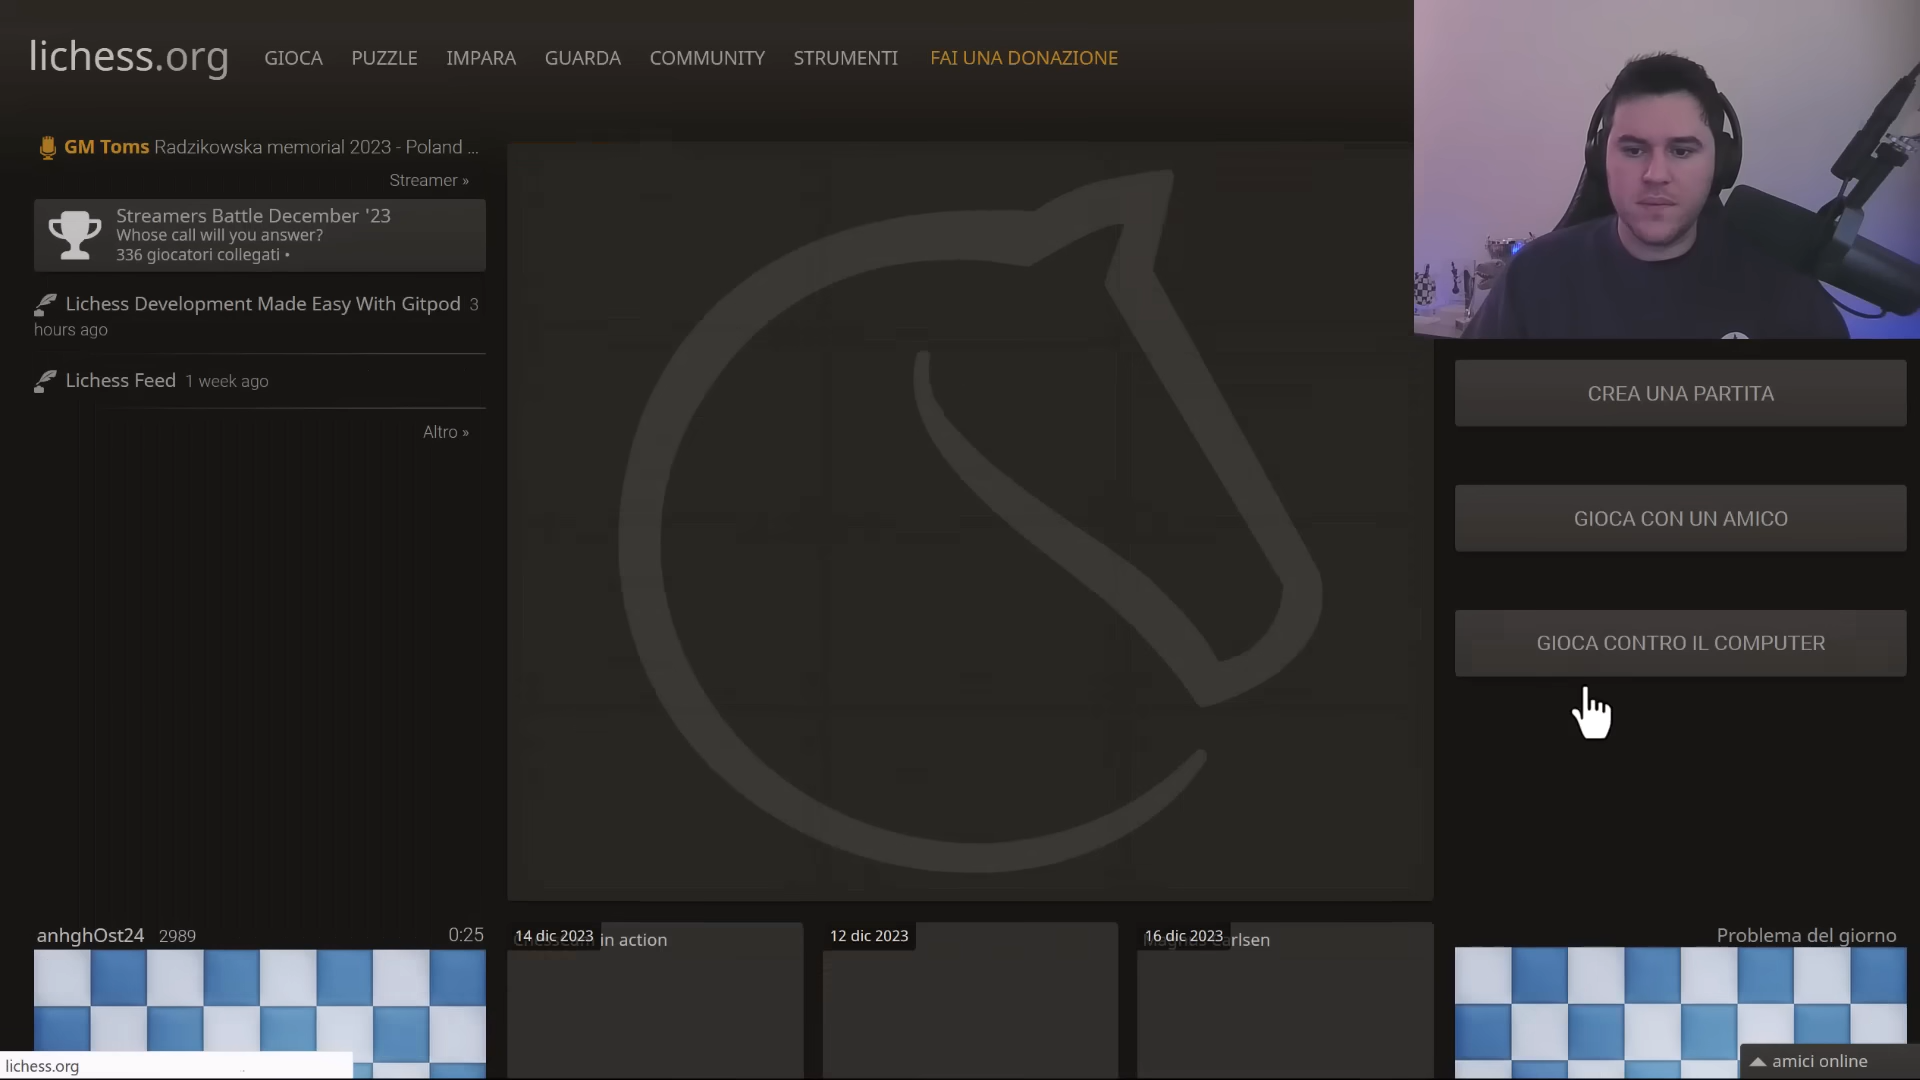 lichess.org
GIOCA
PUZZLE
IMPARA
GUARDA
COMMUNITY
STRUMENTI
FAI UNA DONAZIONE
GM Toms Radzikowska memorial 2023 - Poland ...
Streamer »
Streamers Battle December '23
Whose call will you answer?
336 giocatori collegati •
Lichess Development Made Easy With Gitpod 3
hours ago
Lichess Feed 1 week ago
Altro »
CREA UNA PARTITA
GIOCA CON UN AMICO
GIOCA CONTRO IL COMPUTER
anhghOst24 2989
0:25
14 dic 2023
in action
12 dic 2023
16 dic 2023
Problema del giorno
lichess.org
amici online